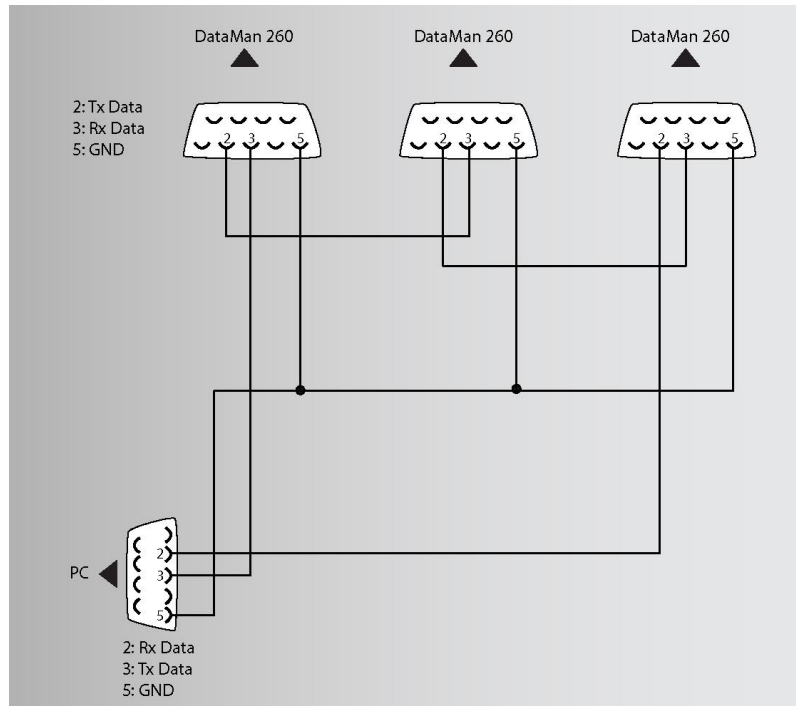 DataMan 260
DataMan 260
DataMan 260
2: Tx Data
3: Rx Data
5: GND
2 3 5
2 3 5
2 3 5
2
PC
3
5
2: Rx Data
3: Tx Data
5: GND